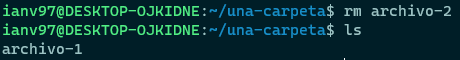 ianv97@DESKTOP-OJKIDNE:~/una-carpeta$ rm archivo-2
ianv97@DESKTOP-OJKIDNE:~/una-carpeta$ ls
archivo-1